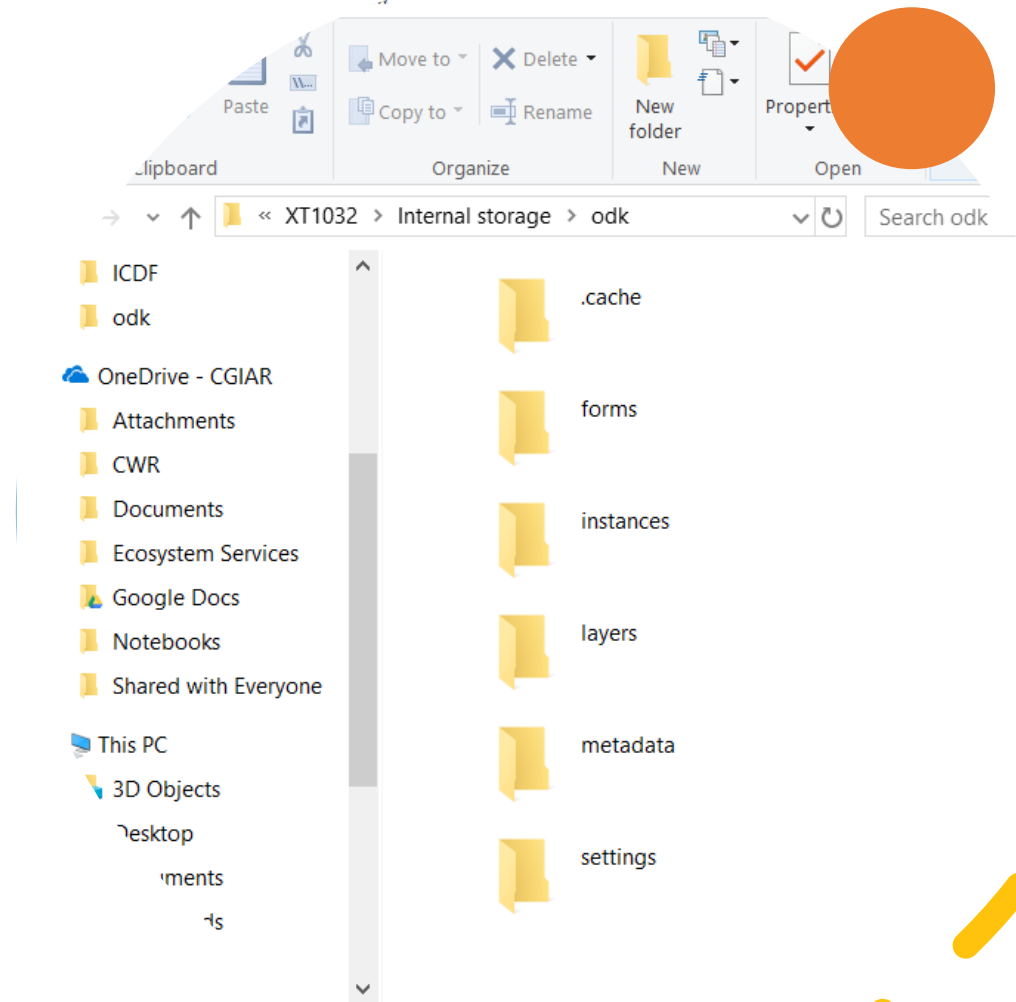 Move to
Delete
Paste
Copy to
Rename
New
folder
Organize
New
Open
« XT1032 > Internal storage > odk
Search odk
ICDF
odk
OneDrive - CGIAR
Attachments
CWR
Documents
Ecosystem Services
Google Docs
Notebooks
Shared with Everyone
This PC
3D Objects
.cache
forms
instances
layers
metadata
settings